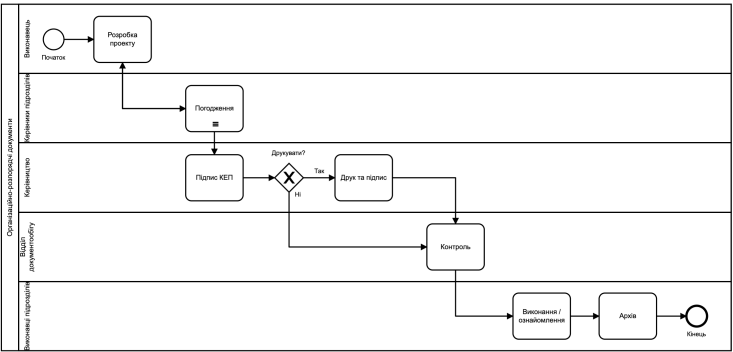 Організаційно-розпорядчі документи
Виконавець
Початок
Розробка
проекту
Керівники підрозділів
Погодження
Керівництво
Підпис КЕП
Друкувати?
Так
Ні
Друк та підпис
Відділ
документообігу
Контроль
Виконавці підрозділів
Виконання /
ознайомлення
Архів
Кінець